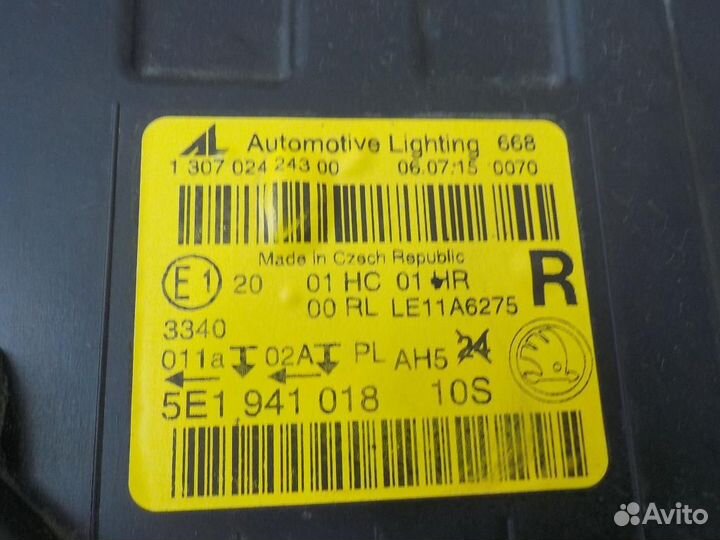 AL Automotive Lighting 668
1 307 024 243 00 06.07.15 0070
Made in Czech Republic
E1 20 01 HC 01 HR R
00 RL LE11A6275
3340
011a 02A PL AH5 24
5E1 941 018 10S
Avito